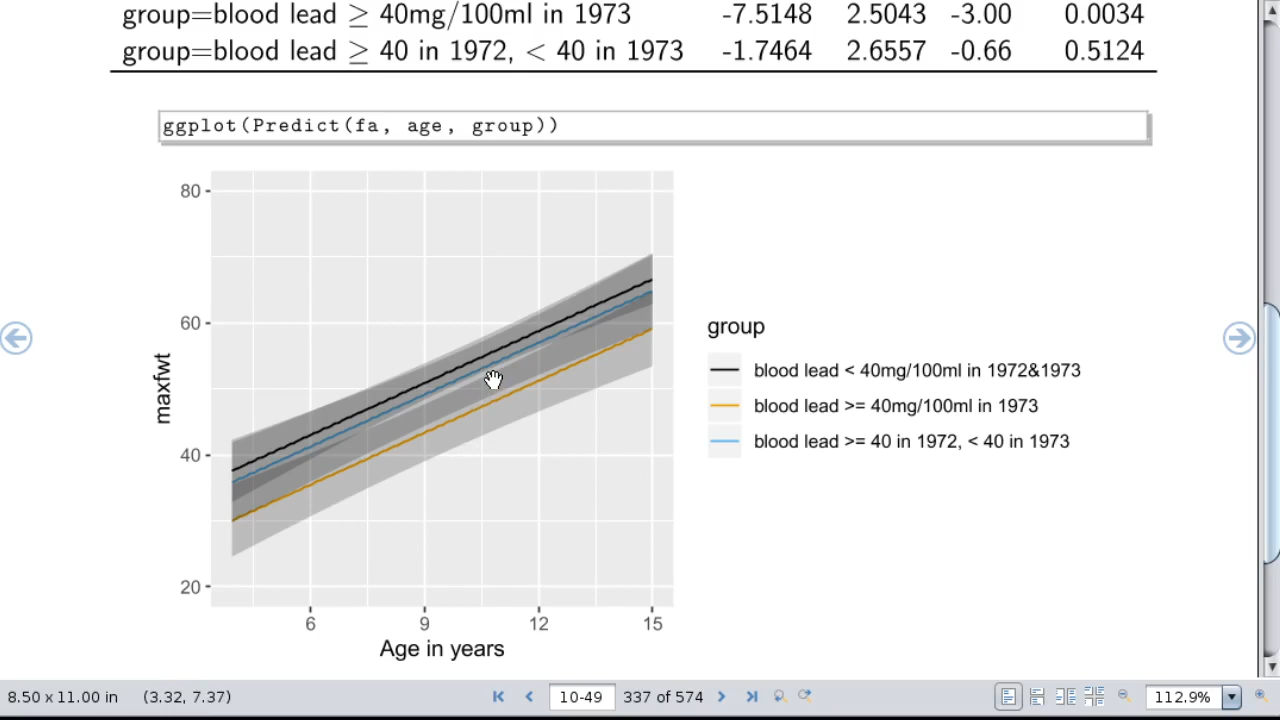 group=blood lead ≥ 40mg/100ml in 1973 -7.5148 2.5043 -3.00 0.0034
group=blood lead ≥ 40 in 1972, < 40 in 1973 -1.7464 2.6557 -0.66 0.5124
ggplot(Predict(fa, age, group))
80
60
40
20
maxfwt
6 9 12 15
Age in years
group
blood lead < 40mg/100ml in 1972&1973
blood lead >= 40mg/100ml in 1973
blood lead >= 40 in 1972, < 40 in 1973
8.50 x 11.00 in (3.32, 7.37) 10-49 337 of 574 112.9%